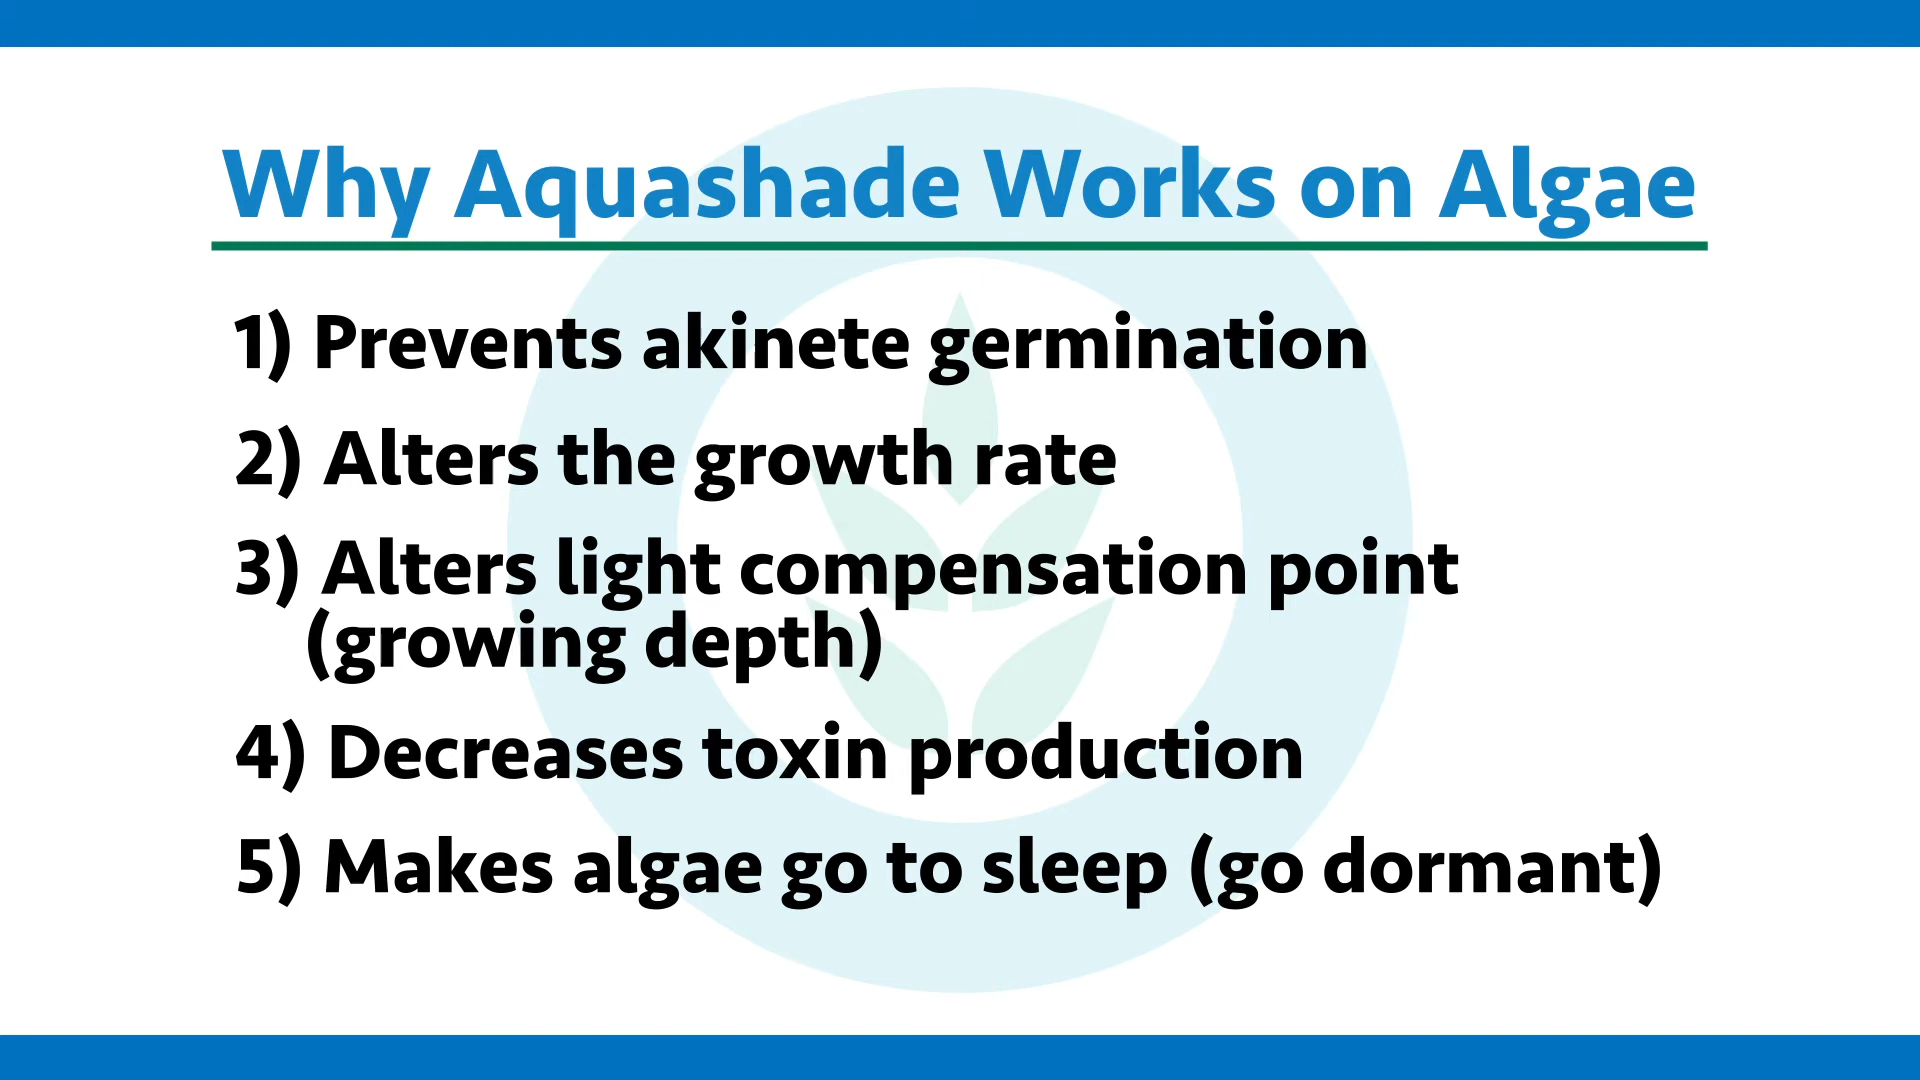 Why Aquashade Works on Algae
1) Prevents akinete germination
2) Alters the growth rate
3) Alters light compensation point
(growing depth)
4) Decreases toxin production
5) Makes algae go to sleep (go dormant)